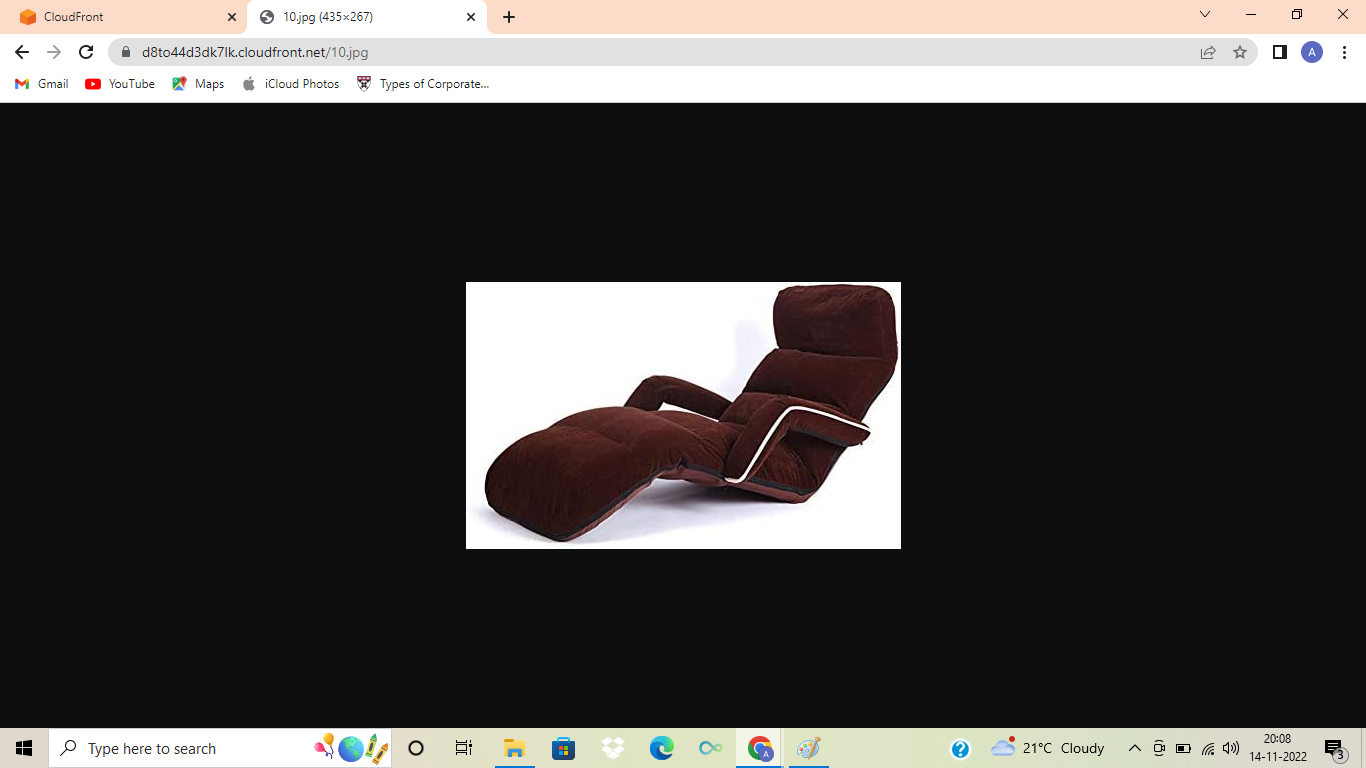 CloudFront
10.jpg (435×267)
d8to44d3dk7lk.cloudfront.net/10.jpg
A
Gmail
YouTube
Maps
iCloud Photos
Types of Corporate...
Type here to search
A
21°C Cloudy
20:08
14-11-2022
3